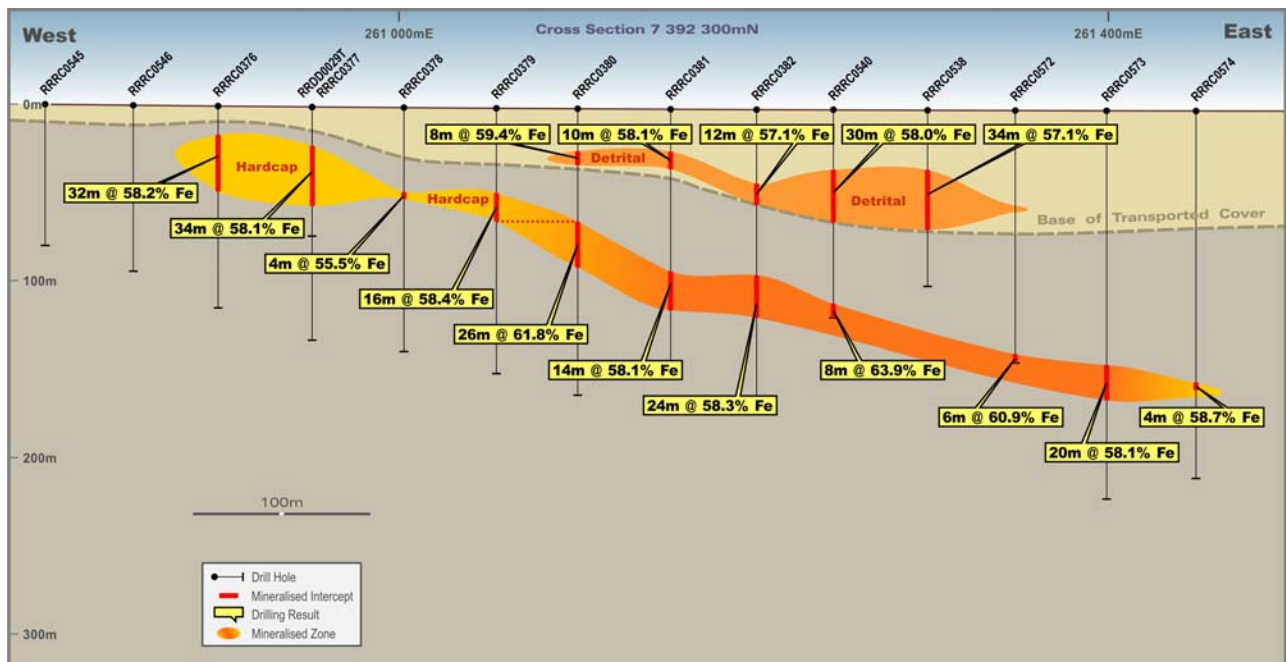 West
261 000mE
Cross Section 7 392 300mN
261 400mE
East
RRRC0545
RRRC0546
RRRC0376
RRDD0029T
RRRC0377
RRRC0378
RRRC0379
RRRC0380
RRRC0381
RRRC0382
RRRC0540
RRRC0538
RRRC0572
RRRC0573
RRRC0574
0m
8m @ 59.4% Fe
10m @ 58.1% Fe
12m @ 57.1% Fe
30m @ 58.0% Fe
34m @ 57.1% Fe
Hardcap
Detrital
32m @ 58.2% Fe
Hardcap
Detrital
Base of Transported Cover
34m @ 58.1% Fe
4m @ 55.5% Fe
100m
16m @ 58.4% Fe
26m @ 61.8% Fe
14m @ 58.1% Fe
8m @ 63.9% Fe
24m @ 58.3% Fe
6m @ 60.9% Fe
4m @ 58.7% Fe
20m @ 58.1% Fe
200m
100m
Drill Hole
Mineralised Intercept
Drilling Result
Mineralised Zone
300m